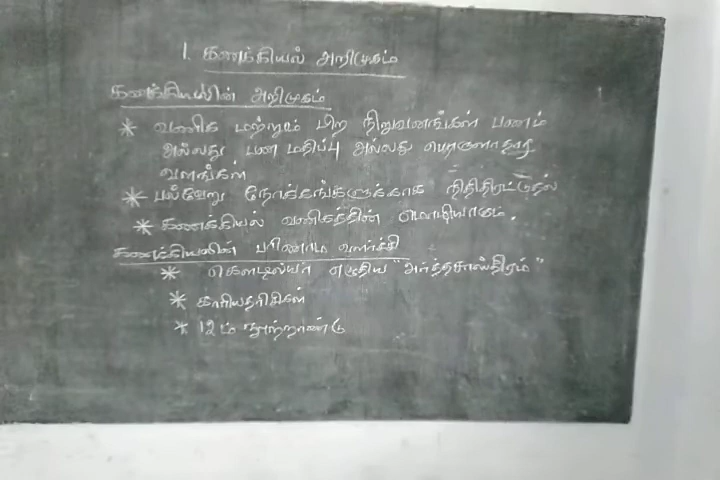 1. கணக்கியல் அறிமுகம்
கணக்கியலின் அறிமுகம்
* வணிக மற்றும் பிற நிறுவனங்கள் பணம்
அல்லது பண மதிப்பு அல்லது பொருளாதார
வளங்கள்
* பல்வேறு நோக்கங்களுக்காக நிதிதிரட்டுதல்
* கணக்கியல் வணிகத்தின் மொழியாகும்.
கணக்கியலின் பரிணாம வளர்ச்சி
* கௌடில்யர் எழுதிய "அர்த்தசாஸ்திரம்"
* காரியதரிசிகள்
* 12ம் நூற்றாண்டு